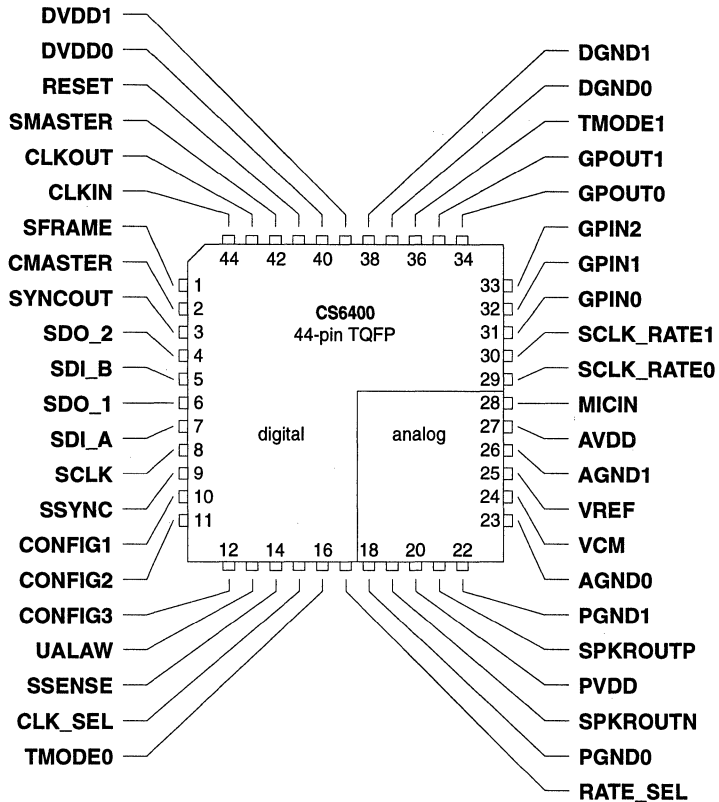 DVDD1
DVDD0
RESET
SMASTER
CLKOUT
CLKIN
SFRAME
CMASTER
SYNCOUT
SDO_2
SDI_B
SDO_1
SDI_A
SCLK
SSYNC
CONFIG1
CONFIG2
CONFIG3
UALAW
SSENSE
CLK_SEL
TMODE0
44 42 40 38 36 34
1
2
3
4
5
6
7
8
9
10
11
CS6400
44-pin TQFP
digital
analog
33
32
31
30
29
28
27
26
25
24
23
12 14 16 18 20 22
DGND1
DGND0
TMODE1
GPOUT1
GPOUT0
GPIN2
GPIN1
GPIN0
SCLK_RATE1
SCLK_RATE0
MICIN
AVDD
AGND1
VREF
VCM
AGND0
PGND1
SPKROUTP
PVDD
SPKROUTN
PGND0
RATE_SEL